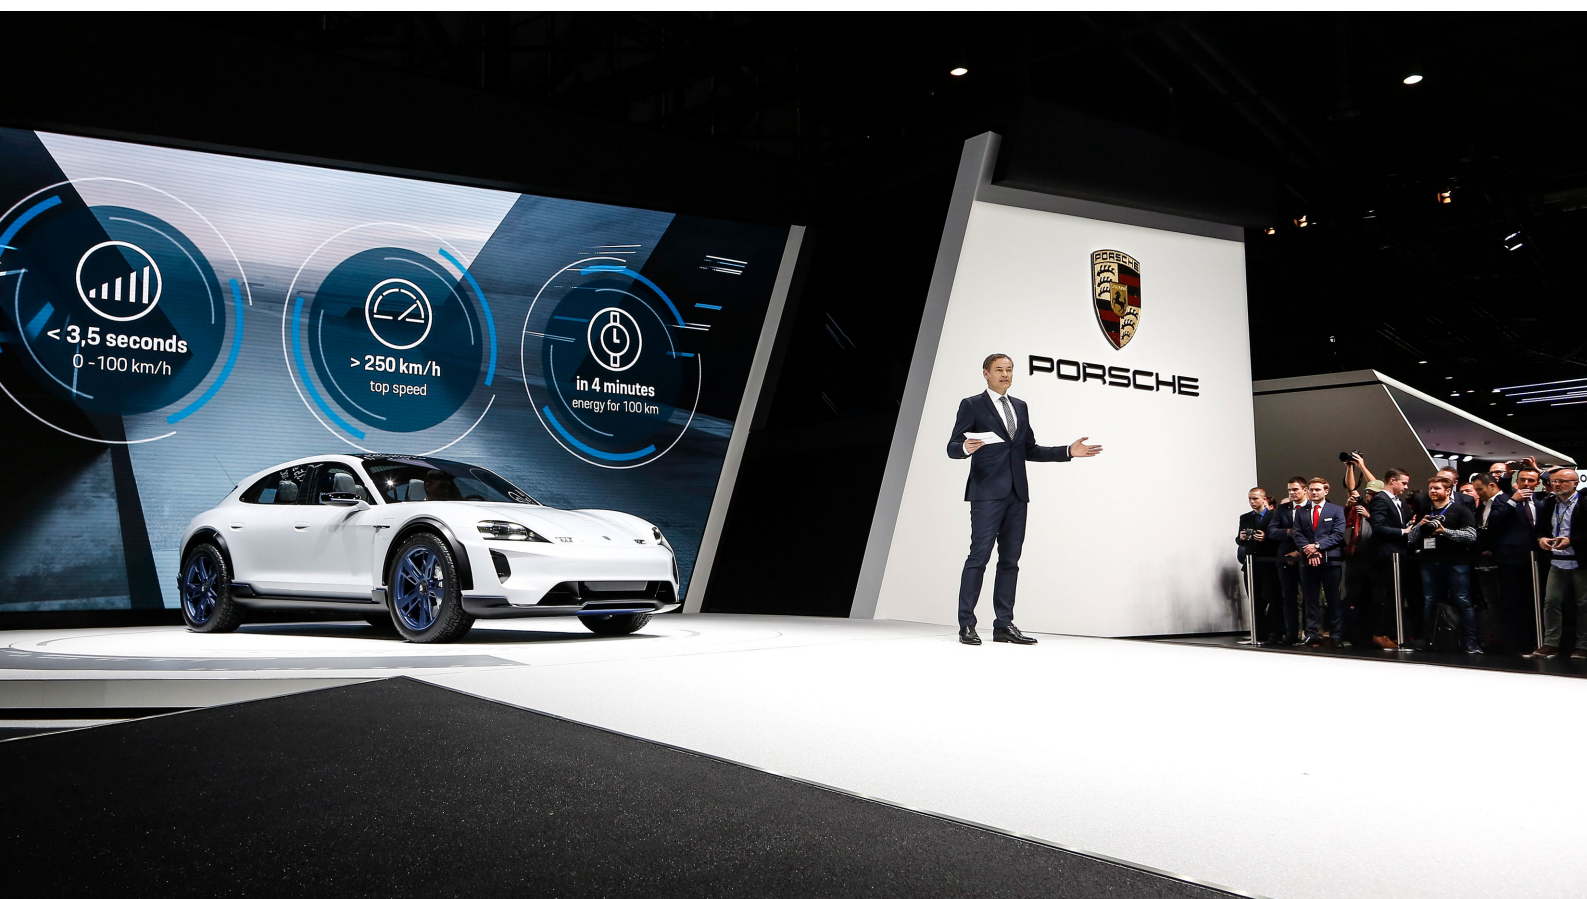 < 3,5 seconds
0 - 100 km/h
> 250 km/h
top speed
in 4 minutes
energy for 100 km
PORSCHE
PORSCHE